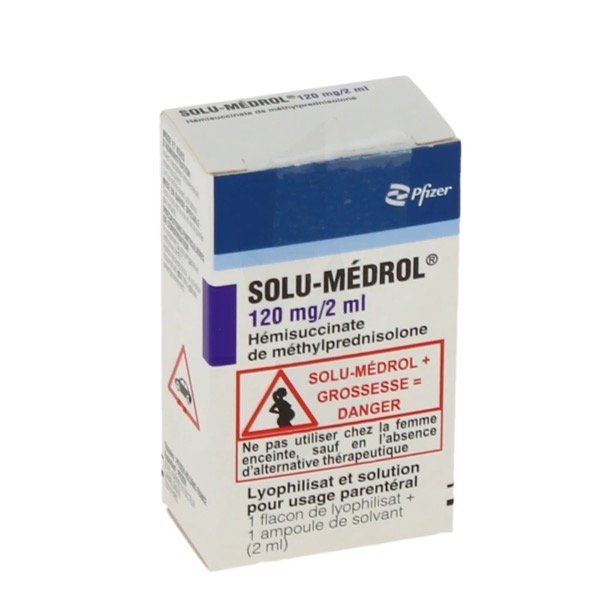 SOLU-MÉDROL® 120 mg/2 ml
Hémisuccinate de méthylprednisolone
Pfizer
SOLU-MÉDROL®
120 mg/2 ml
Hémisuccinate
de méthylprednisolone
SOLU-MÉDROL +
GROSSESSE =
DANGER
Ne pas utiliser chez la femme
enceinte, sauf en l'absence
d'alternative thérapeutique
Lyophilisat et solution
pour usage parentéral
1 flacon de lyophilisat +
1 ampoule de solvant
(2 ml)